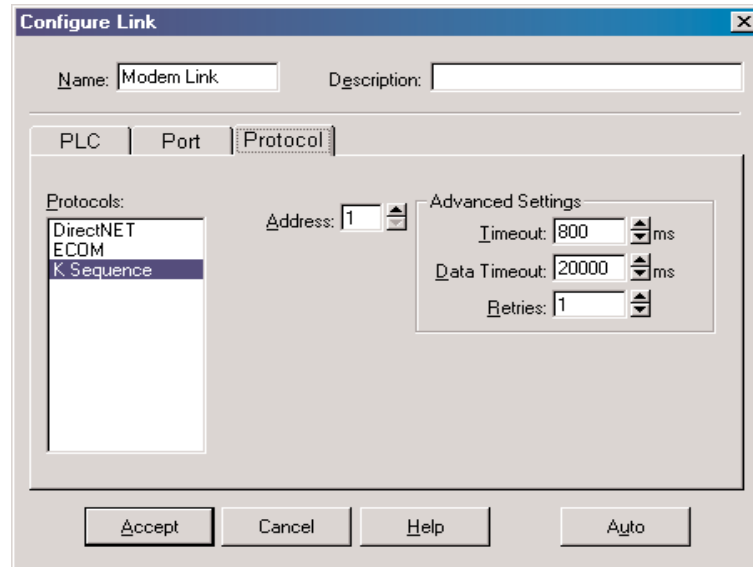 Configure Link
Name: Modem Link Description:
PLC Port Protocol
Protocols:
DirectNET
ECOM
K Sequence
Address: 1
Advanced Settings
Timeout: 800 ms
Data Timeout: 20000 ms
Retries: 1
Accept Cancel Help Auto